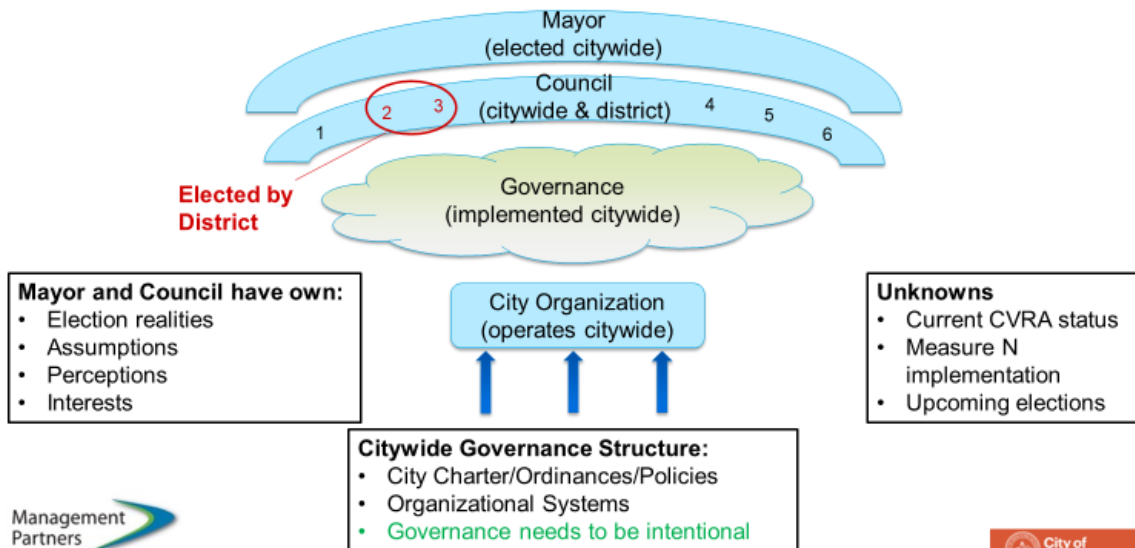 Mayor
(elected citywide)
Council
(citywide & district)
1
2
3
4
5
6
Elected by
District
Governance
(implemented citywide)
Mayor and Council have own:
• Election realities
• Assumptions
• Perceptions
• Interests
City Organization
(operates citywide)
Unknowns
• Current CVRA status
• Measure N
implementation
• Upcoming elections
Citywide Governance Structure:
• City Charter/Ordinances/Policies
• Organizational Systems
• Governance needs to be intentional
Management
Partners
City of